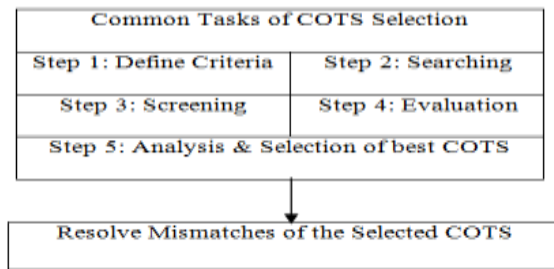 Common Tasks of COTS Selection
Step 1: Define Criteria
Step 2: Searching
Step 3: Screening
Step 4: Evaluation
Step 5: Analysis & Selection of best COTS
Resolve Mismatches of the Selected COTS